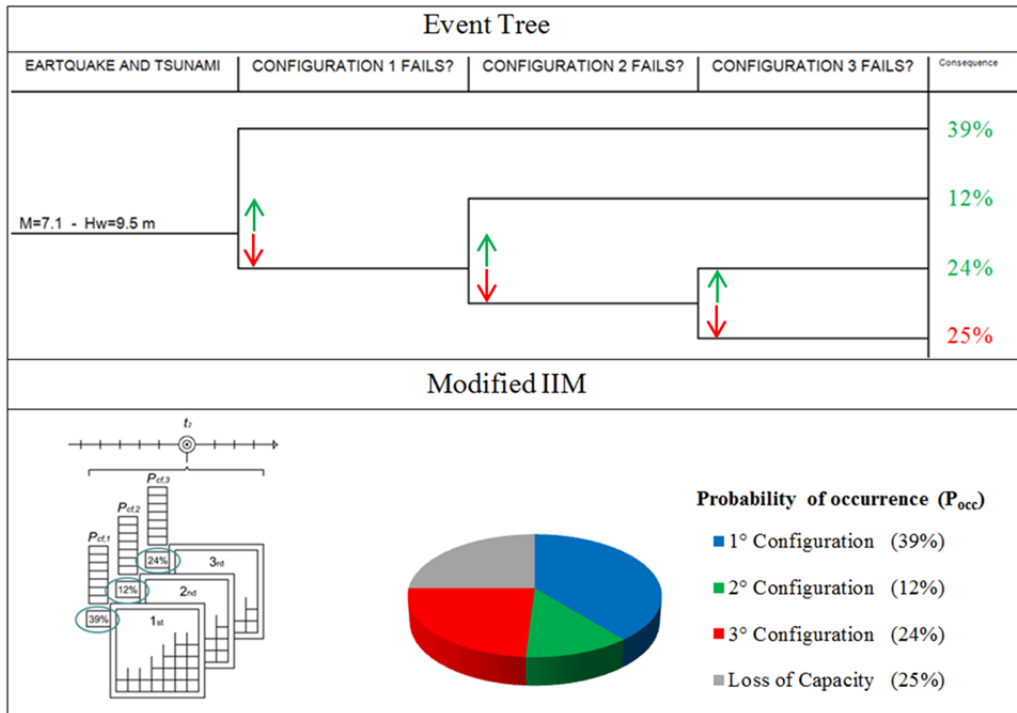 Event Tree
EARTQUAKE AND TSUNAMI
CONFIGURATION 1 FAILS?
CONFIGURATION 2 FAILS?
CONFIGURATION 3 FAILS?
Consequence
39%
12%
M=7.1 - Hw=9.5 m
24%
25%
Modified IIM
t2
Pcf,3
Pcf,2
Pcf,1
24%
3rd
12%
2nd
39%
1st
Probability of occurrence (Pocc)
1° Configuration (39%)
2° Configuration (12%)
3° Configuration (24%)
Loss of Capacity (25%)